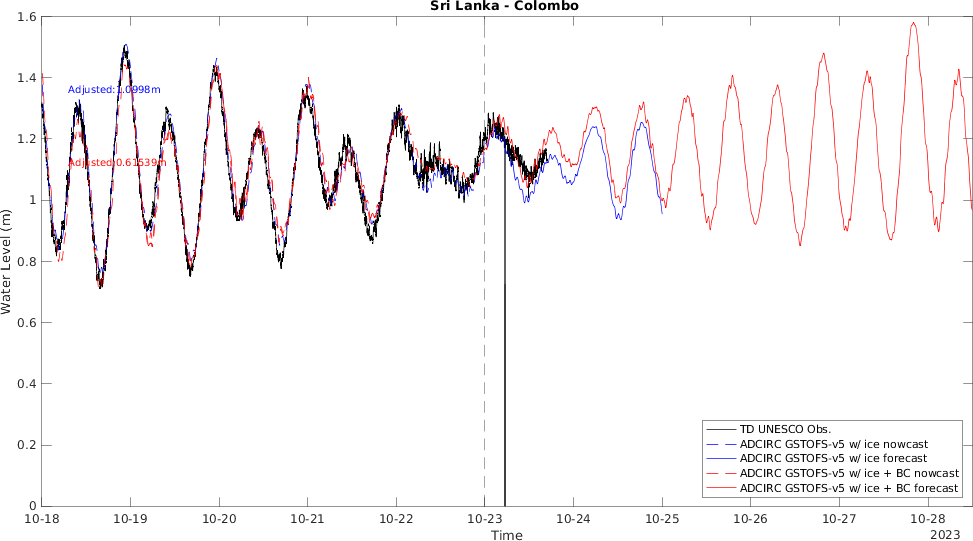 Sri Lanka - Colombo
1.6
1.4
1.2
1
0.8
0.6
0.4
0.2
0
Water Level (m)
Adjusted:1.0998m
Adjusted:0.61539m
TD UNESCO Obs.
ADCIRC GSTOFS-v5 w/ ice nowcast
ADCIRC GSTOFS-v5 w/ ice forecast
ADCIRC GSTOFS-v5 w/ ice + BC nowcast
ADCIRC GSTOFS-v5 w/ ice + BC forecast
10-18 10-19 10-20 10-21 10-22 10-23 10-24 10-25 10-26 10-27 10-28
Time
2023